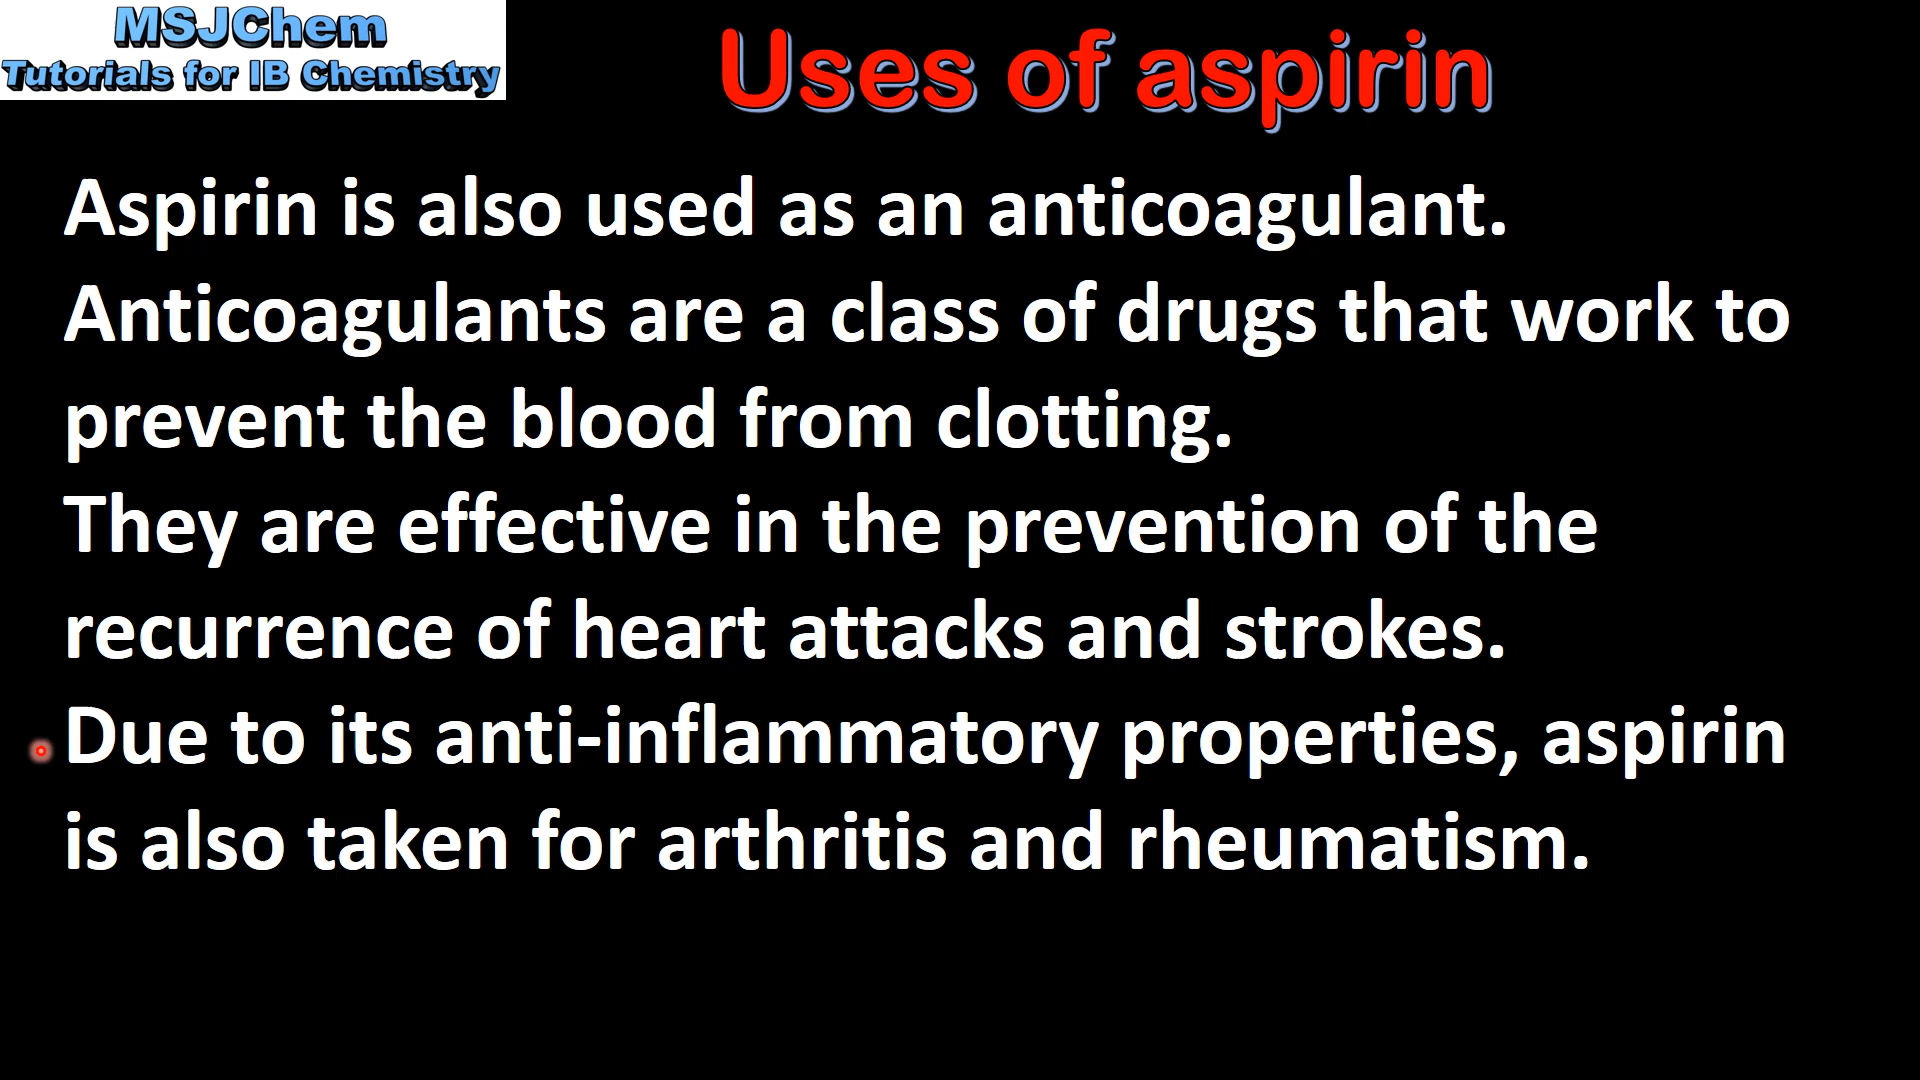 MSJChem
Tutorials for IB Chemistry
Uses of aspirin
Aspirin is also used as an anticoagulant.
Anticoagulants are a class of drugs that work to
prevent the blood from clotting.
They are effective in the prevention of the
recurrence of heart attacks and strokes.
Due to its anti-inflammatory properties, aspirin
is also taken for arthritis and rheumatism.